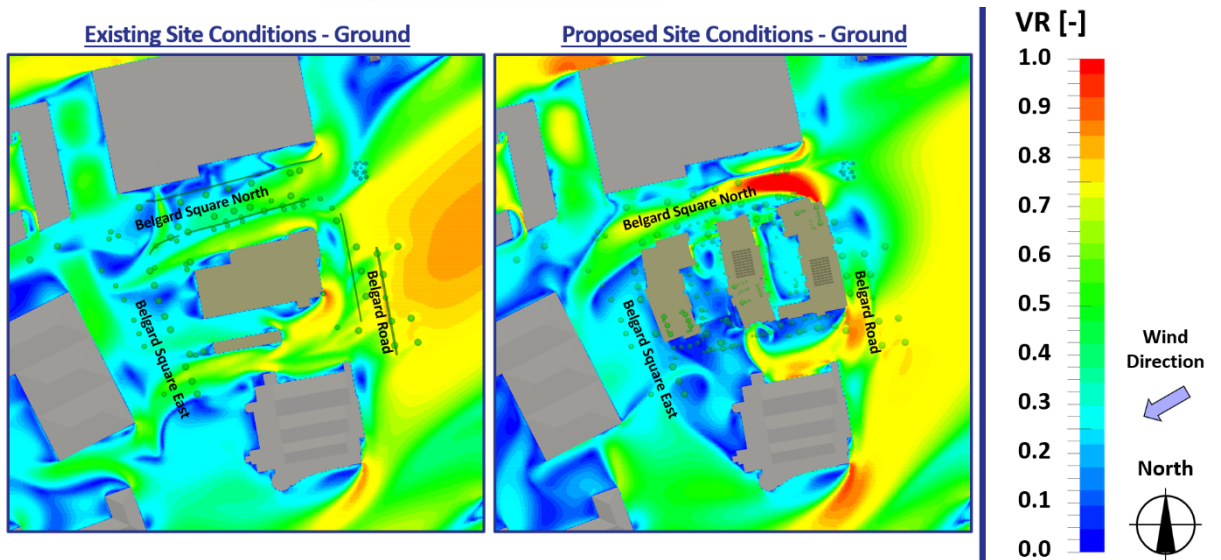 Existing Site Conditions - Ground
Belgard Square North
Belgard Road
Belgard Square East
Proposed Site Conditions - Ground
Belgard Square North
Belgard Road
Belgard Square East
VR [-]
1.0
0.9
0.8
0.7
0.6
0.5
0.4
0.3
0.2
0.1
0.0
Wind
Direction
North